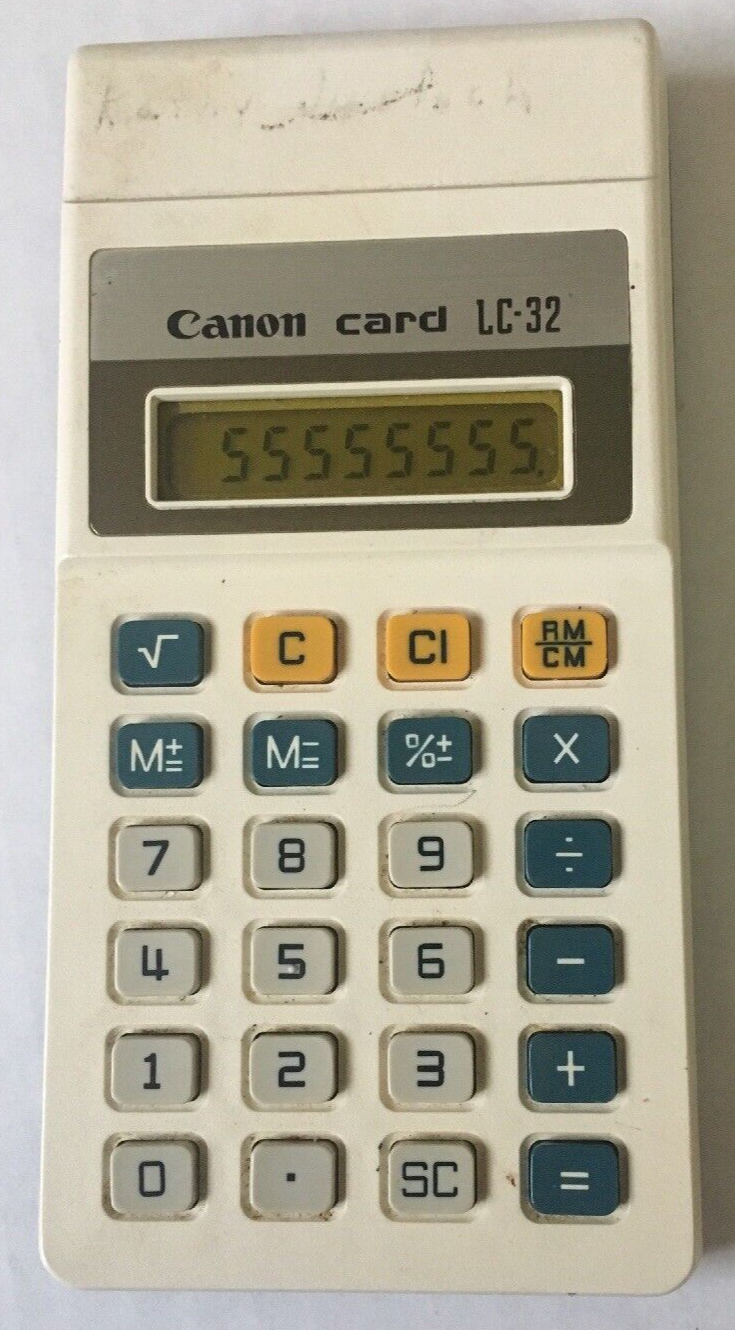 Canon card LC-32
55555555.
√ C CI RM/CM
M± M= %± X
7 8 9 ÷
4 5 6 −
1 2 3 +
0 . SC =